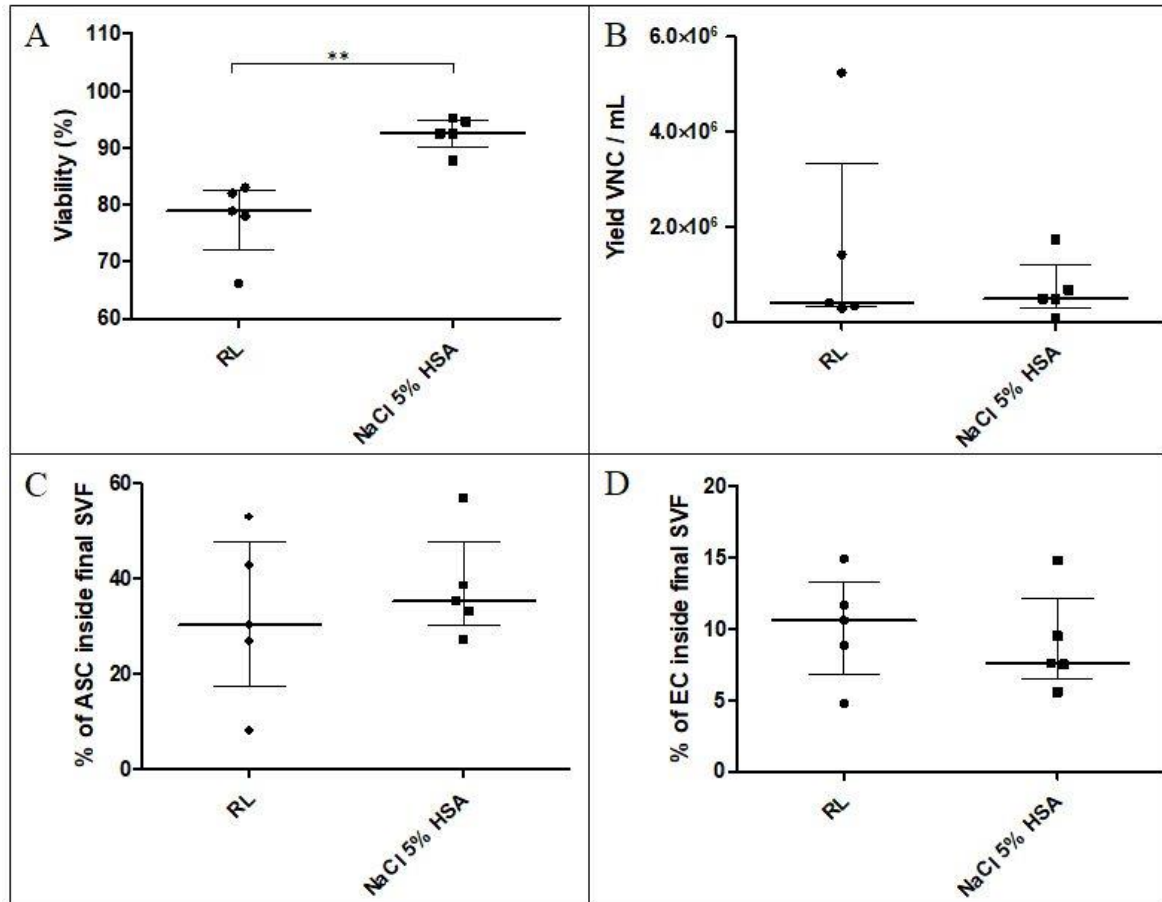 A
Viability (%)
110
100
90
80
70
60
**
RL
NaCl 5% HSA
B
Yield VNC / mL
6.0×10⁶
4.0×10⁶
2.0×10⁶
0
RL
NaCl 5% HSA
C
% of ASC inside final SVF
60
40
20
0
RL
NaCl 5% HSA
D
% of EC inside final SVF
20
15
10
5
0
RL
NaCl 5% HSA